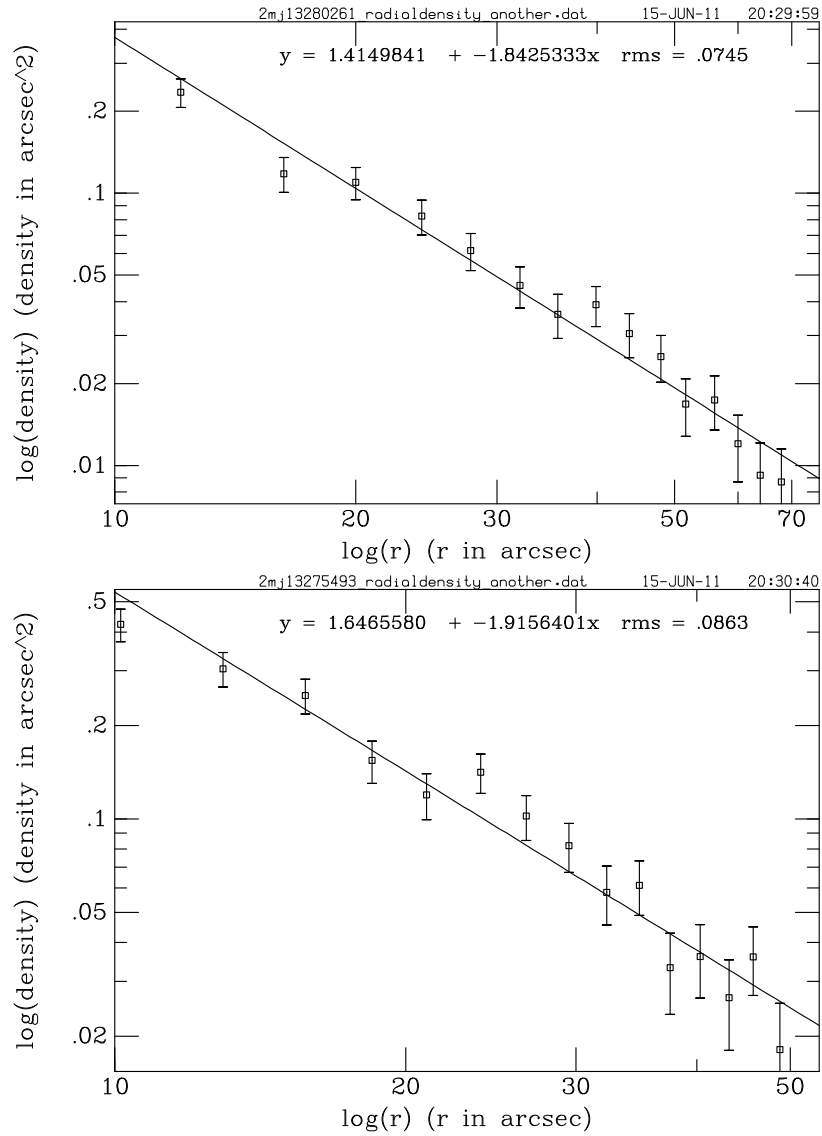 2mj13280261_radialdensity_another.dat 15-JUN-11 20:29:59
y = 1.4149841 + -1.8425333x rms = .0745
log(density) (density in arcsec^2)
.2
.1
.05
.02
.01
10 20 30 50 70
log(r) (r in arcsec)
2mj13275493_radialdensity_another.dat 15-JUN-11 20:30:40
y = 1.6465580 + -1.9156401x rms = .0863
log(density) (density in arcsec^2)
.5
.2
.1
.05
.02
10 20 30 50
log(r) (r in arcsec)